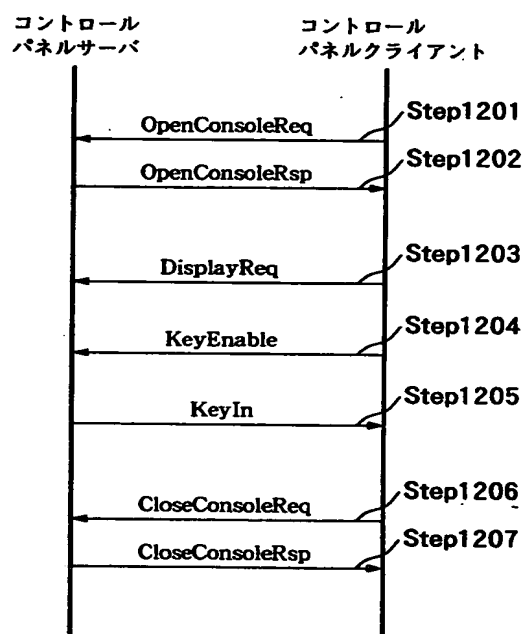 コントロール
パネルサーバ
コントロール
パネルクライアント
Step1201
OpenConsoleReq
Step1202
OpenConsoleRsp
Step1203
DisplayReq
Step1204
KeyEnable
Step1205
KeyIn
Step1206
CloseConsoleReq
Step1207
CloseConsoleRsp